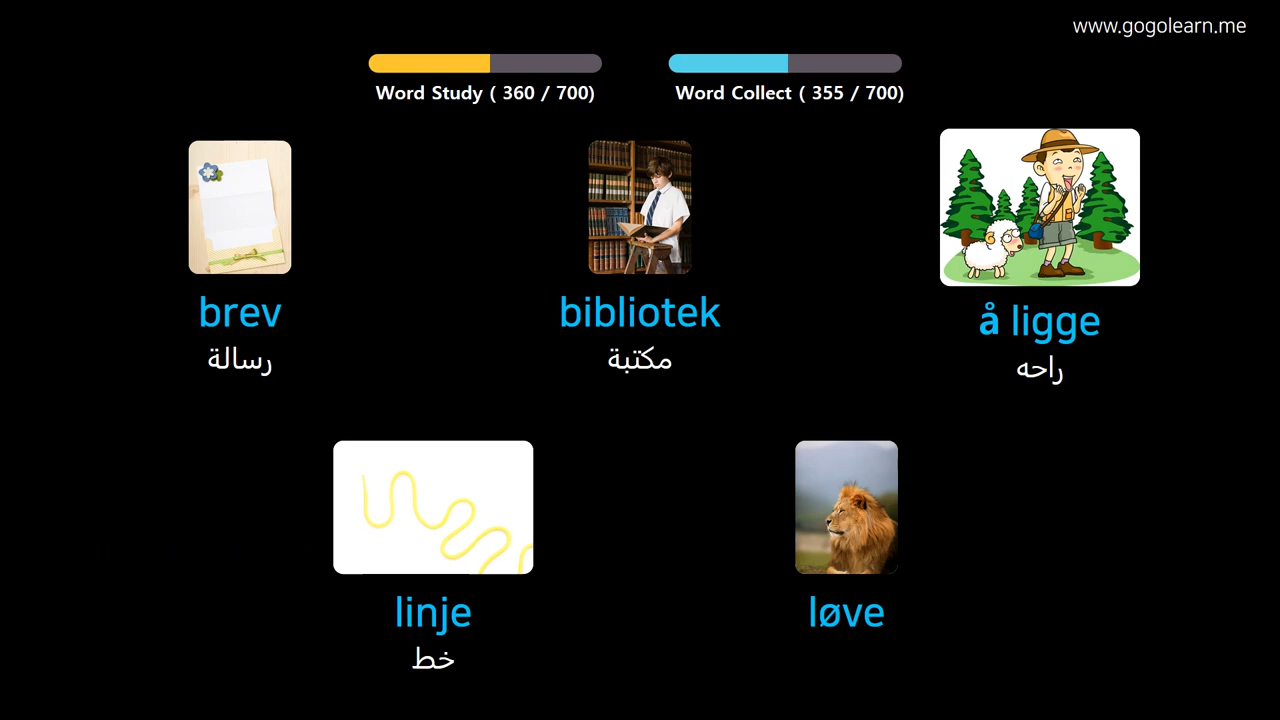 www.gogolearn.me
Word Study ( 360 / 700)
Word Collect ( 355 / 700)
brev
رسالة
bibliotek
مكتبة
å ligge
راحه
linje
خط
løve